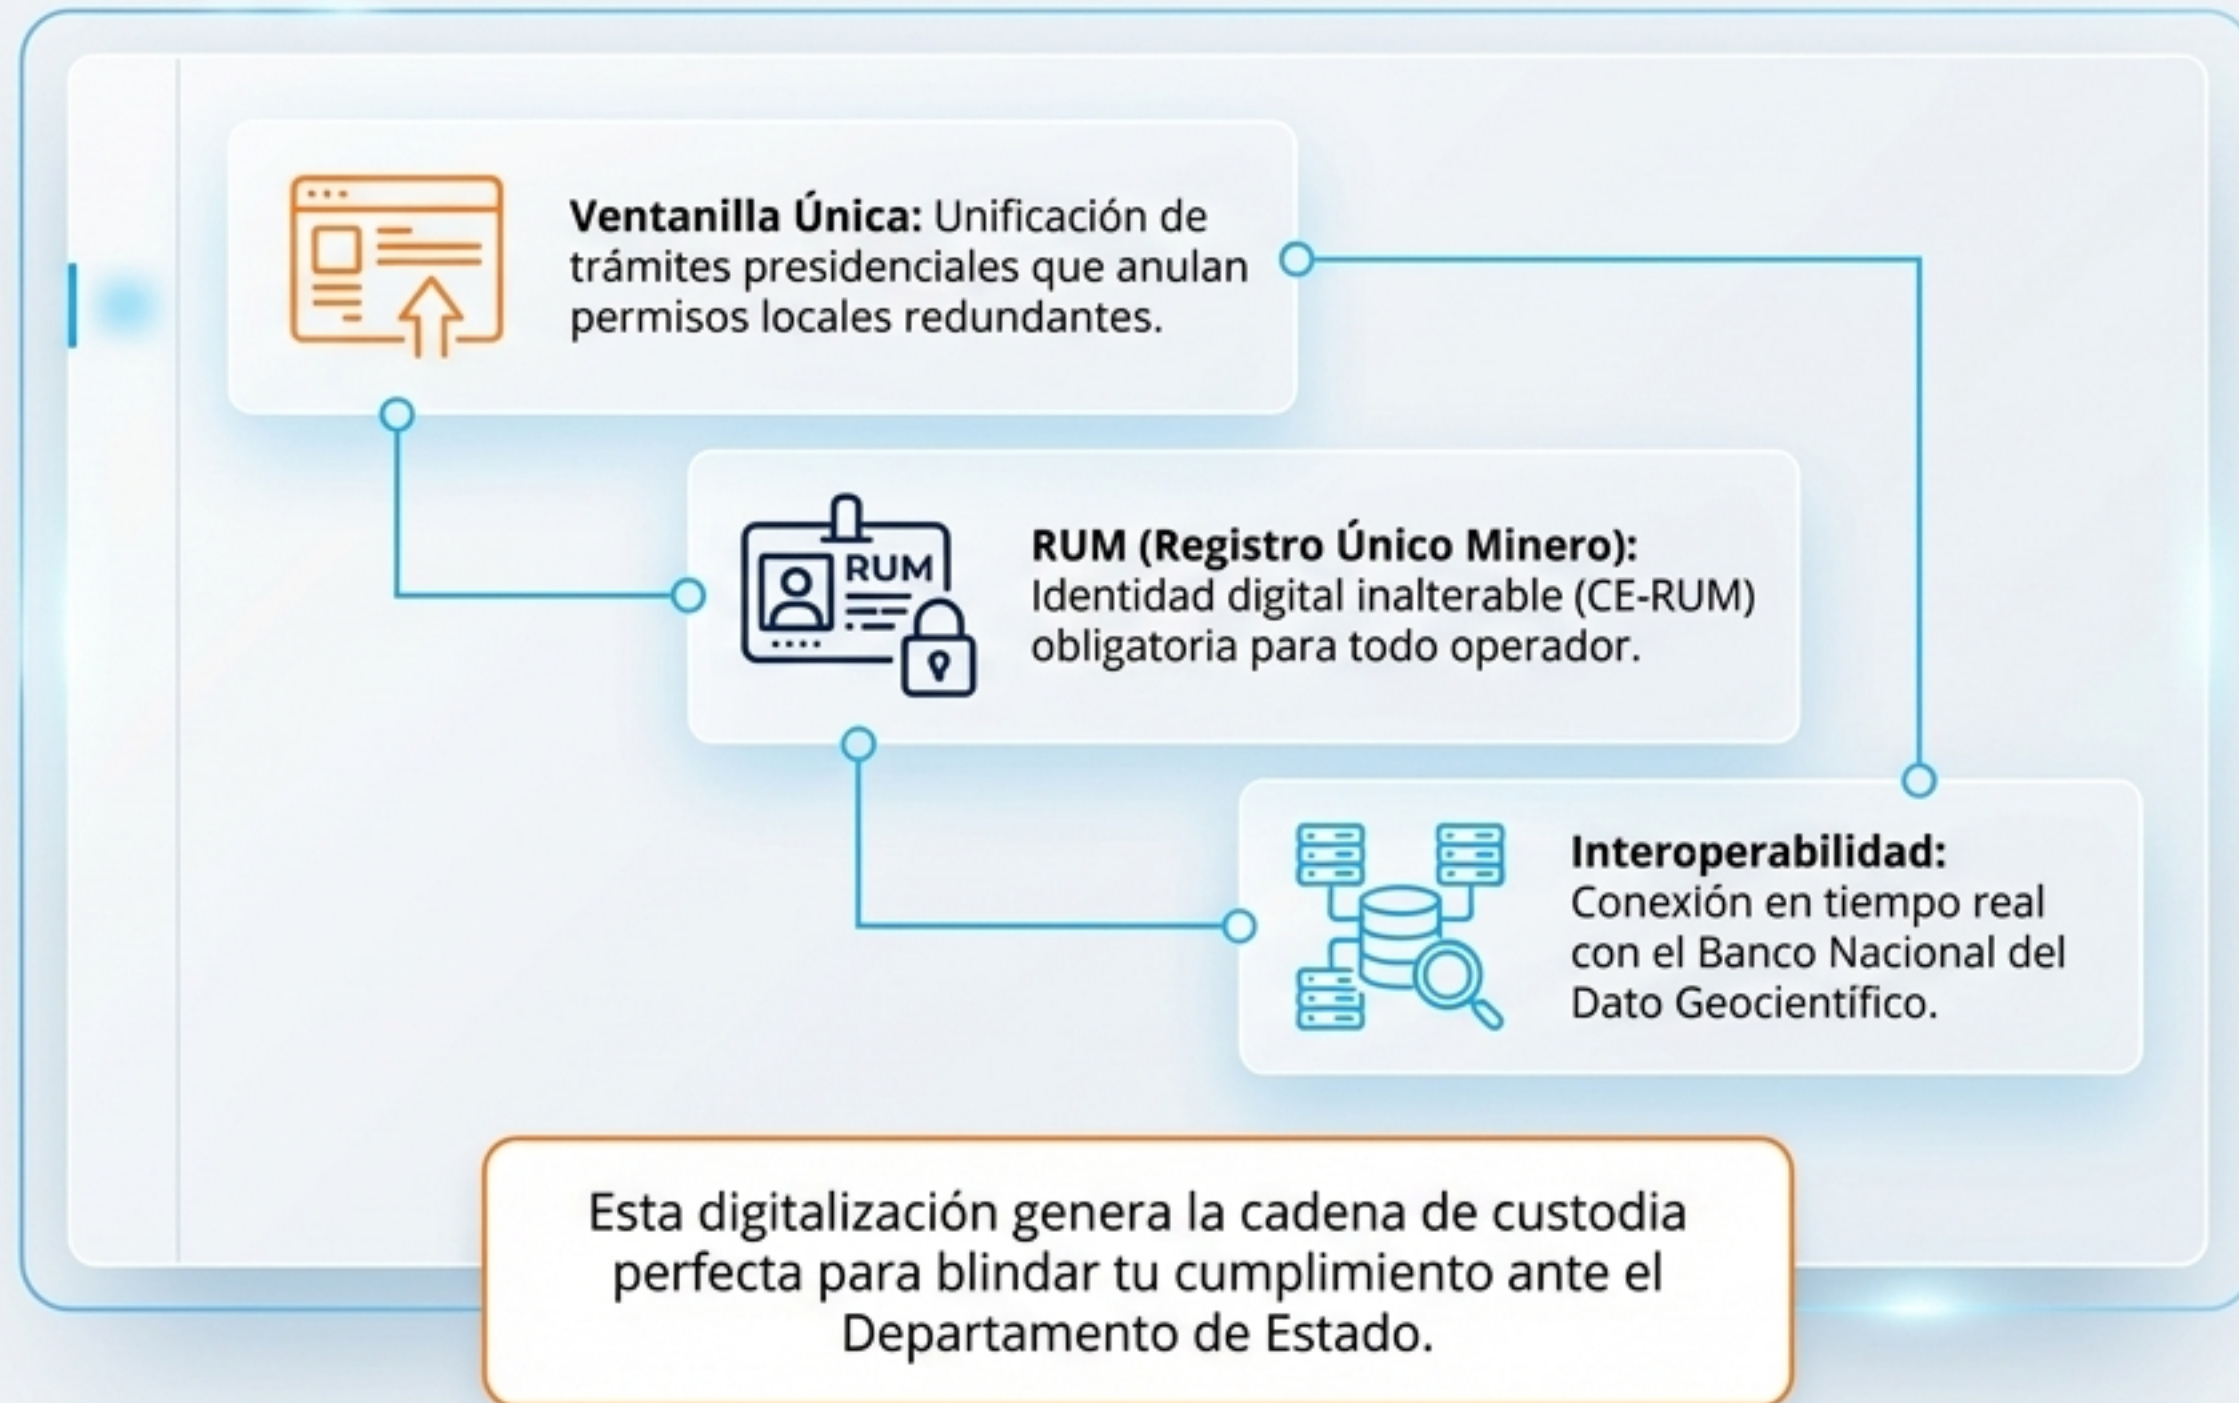 Ventanilla Única: Unificación de
trámites presidenciales que anulan
permisos locales redundantes.
RUM
RUM (Registro Único Minero):
Identidad digital inalterable (CE-RUM)
obligatoria para todo operador.
Interoperabilidad:
Conexión en tiempo real
con el Banco Nacional del
Dato Geocientífico.
Esta digitalización genera la cadena de custodia
perfecta para blindar tu cumplimiento ante el
Departamento de Estado.